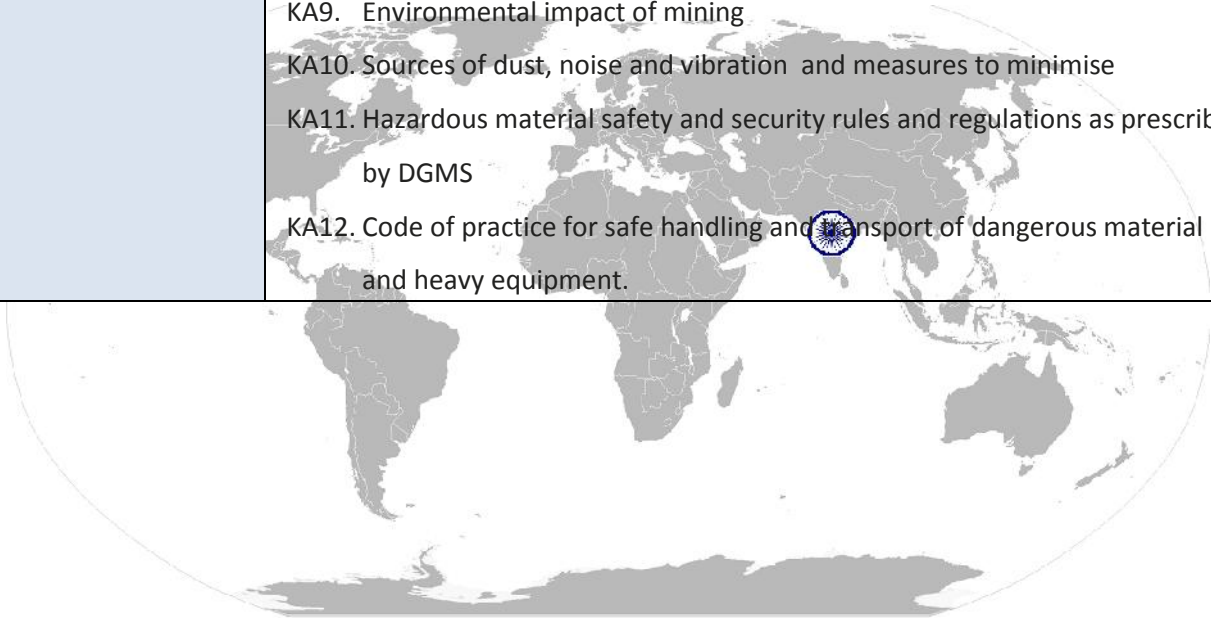 KA9. Environmental impact of mining
KA10. Sources of dust, noise and vibration and measures to minimise
KA11. Hazardous material safety and security rules and regulations as prescrib
by DGMS
KA12. Code of practice for safe handling and transport of dangerous material
and heavy equipment.